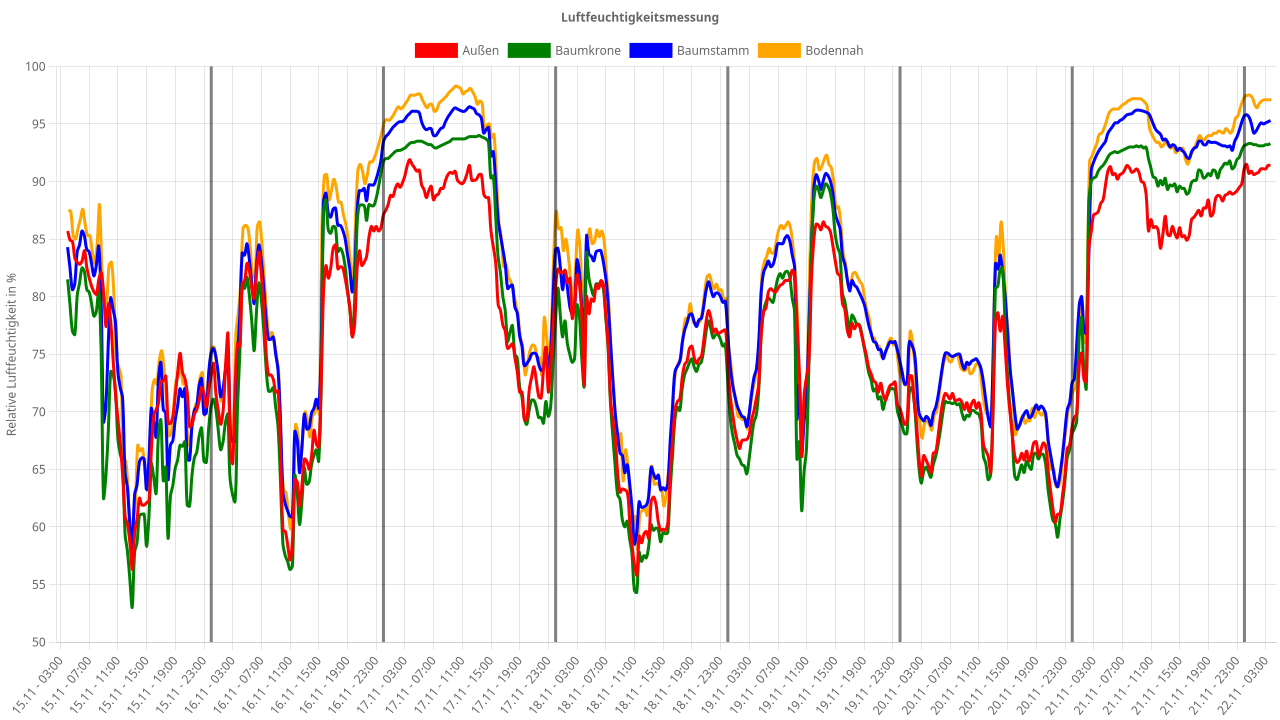 Luftfeuchtigkeitsmessung
Außen Baumkrone Baumstamm Bodennah
Relative Luftfeuchtigkeit in %
100
95
90
85
80
75
70
65
60
55
50
15.11 - 03:00
15.11 - 07:00
15.11 - 11:00
15.11 - 15:00
15.11 - 19:00
15.11 - 23:00
16.11 - 03:00
16.11 - 07:00
16.11 - 11:00
16.11 - 15:00
16.11 - 19:00
16.11 - 23:00
17.11 - 03:00
17.11 - 07:00
17.11 - 11:00
17.11 - 15:00
17.11 - 19:00
17.11 - 23:00
18.11 - 03:00
18.11 - 07:00
18.11 - 11:00
18.11 - 15:00
18.11 - 19:00
18.11 - 23:00
19.11 - 03:00
19.11 - 07:00
19.11 - 11:00
19.11 - 15:00
19.11 - 19:00
19.11 - 23:00
20.11 - 03:00
20.11 - 07:00
20.11 - 11:00
20.11 - 15:00
20.11 - 19:00
20.11 - 23:00
21.11 - 03:00
21.11 - 07:00
21.11 - 11:00
21.11 - 15:00
21.11 - 19:00
21.11 - 23:00
22.11 - 03:00